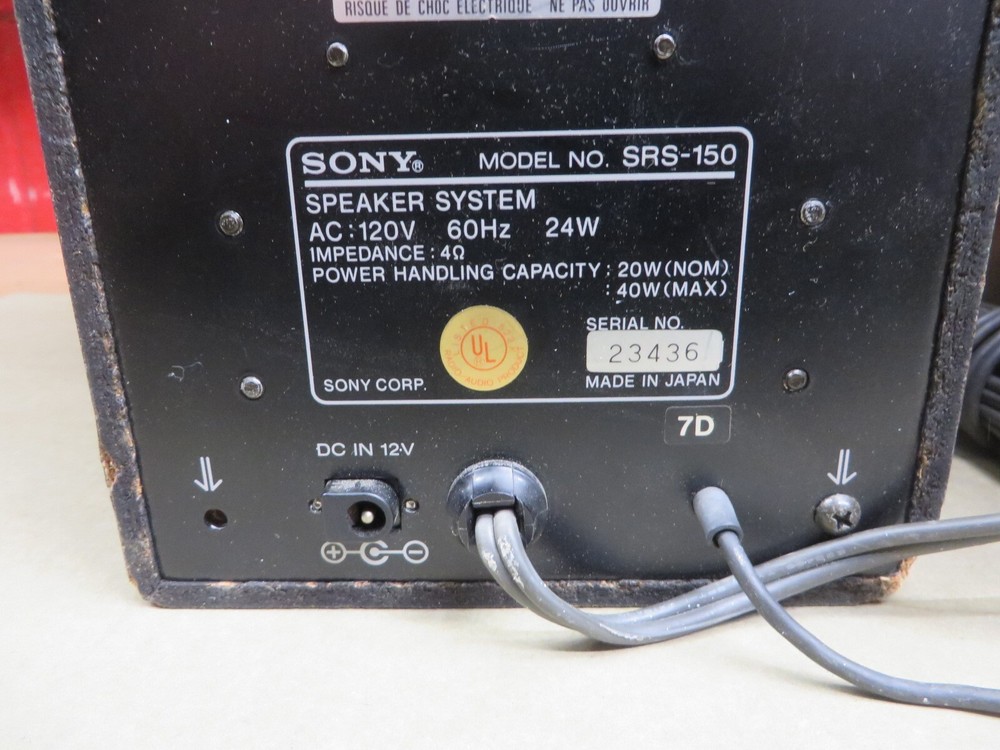 RISQUE DE CHOC ELECTRIQUE NE PAS OUVRIR
SONY® MODEL NO. SRS-150
SPEAKER SYSTEM
AC : 120V 60Hz 24W
IMPEDANCE : 4Ω
POWER HANDLING CAPACITY : 20W(NOM)
: 40W(MAX)
UL
SERIAL NO.
23436
SONY CORP.
MADE IN JAPAN
7D
DC IN 12V